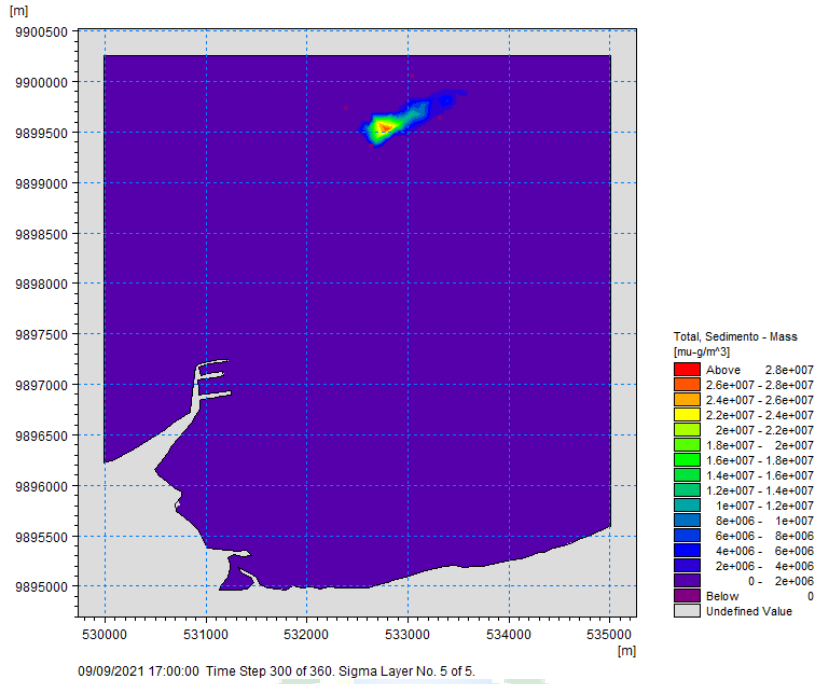 [m]
9900500
9900000
9899500
9899000
9898500
9898000
9897500
9897000
9896500
9896000
9895500
9895000
530000 531000 532000 533000 534000 535000
[m]
09/09/2021 17:00:00 Time Step 300 of 360. Sigma Layer No. 5 of 5.
Total, Sedimento - Mass
[mu-g/m^3]
Above 2.8e+007
2.6e+007 - 2.8e+007
2.4e+007 - 2.6e+007
2.2e+007 - 2.4e+007
2e+007 - 2.2e+007
1.8e+007 - 2e+007
1.6e+007 - 1.8e+007
1.4e+007 - 1.6e+007
1.2e+007 - 1.4e+007
1e+007 - 1.2e+007
8e+006 - 1e+007
6e+006 - 8e+006
4e+006 - 6e+006
2e+006 - 4e+006
0 - 2e+006
Below 0
Undefined Value